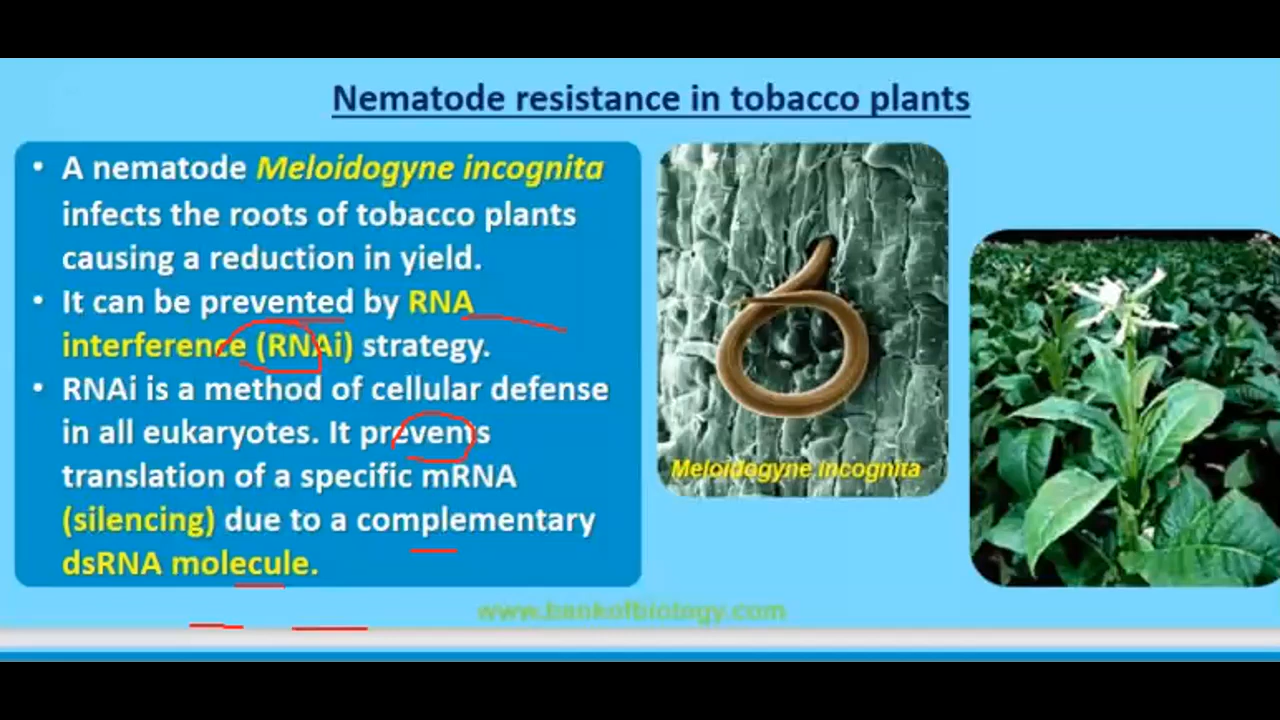 Nematode resistance in tobacco plants
• A nematode Meloidogyne incognita
infects the roots of tobacco plants
causing a reduction in yield.
• It can be prevented by RNA
interference (RNAi) strategy.
• RNAi is a method of cellular defense
in all eukaryotes. It prevents
translation of a specific mRNA
(silencing) due to a complementary
dsRNA molecule.
Meloidogyne incognita
www.bankofbiology.com